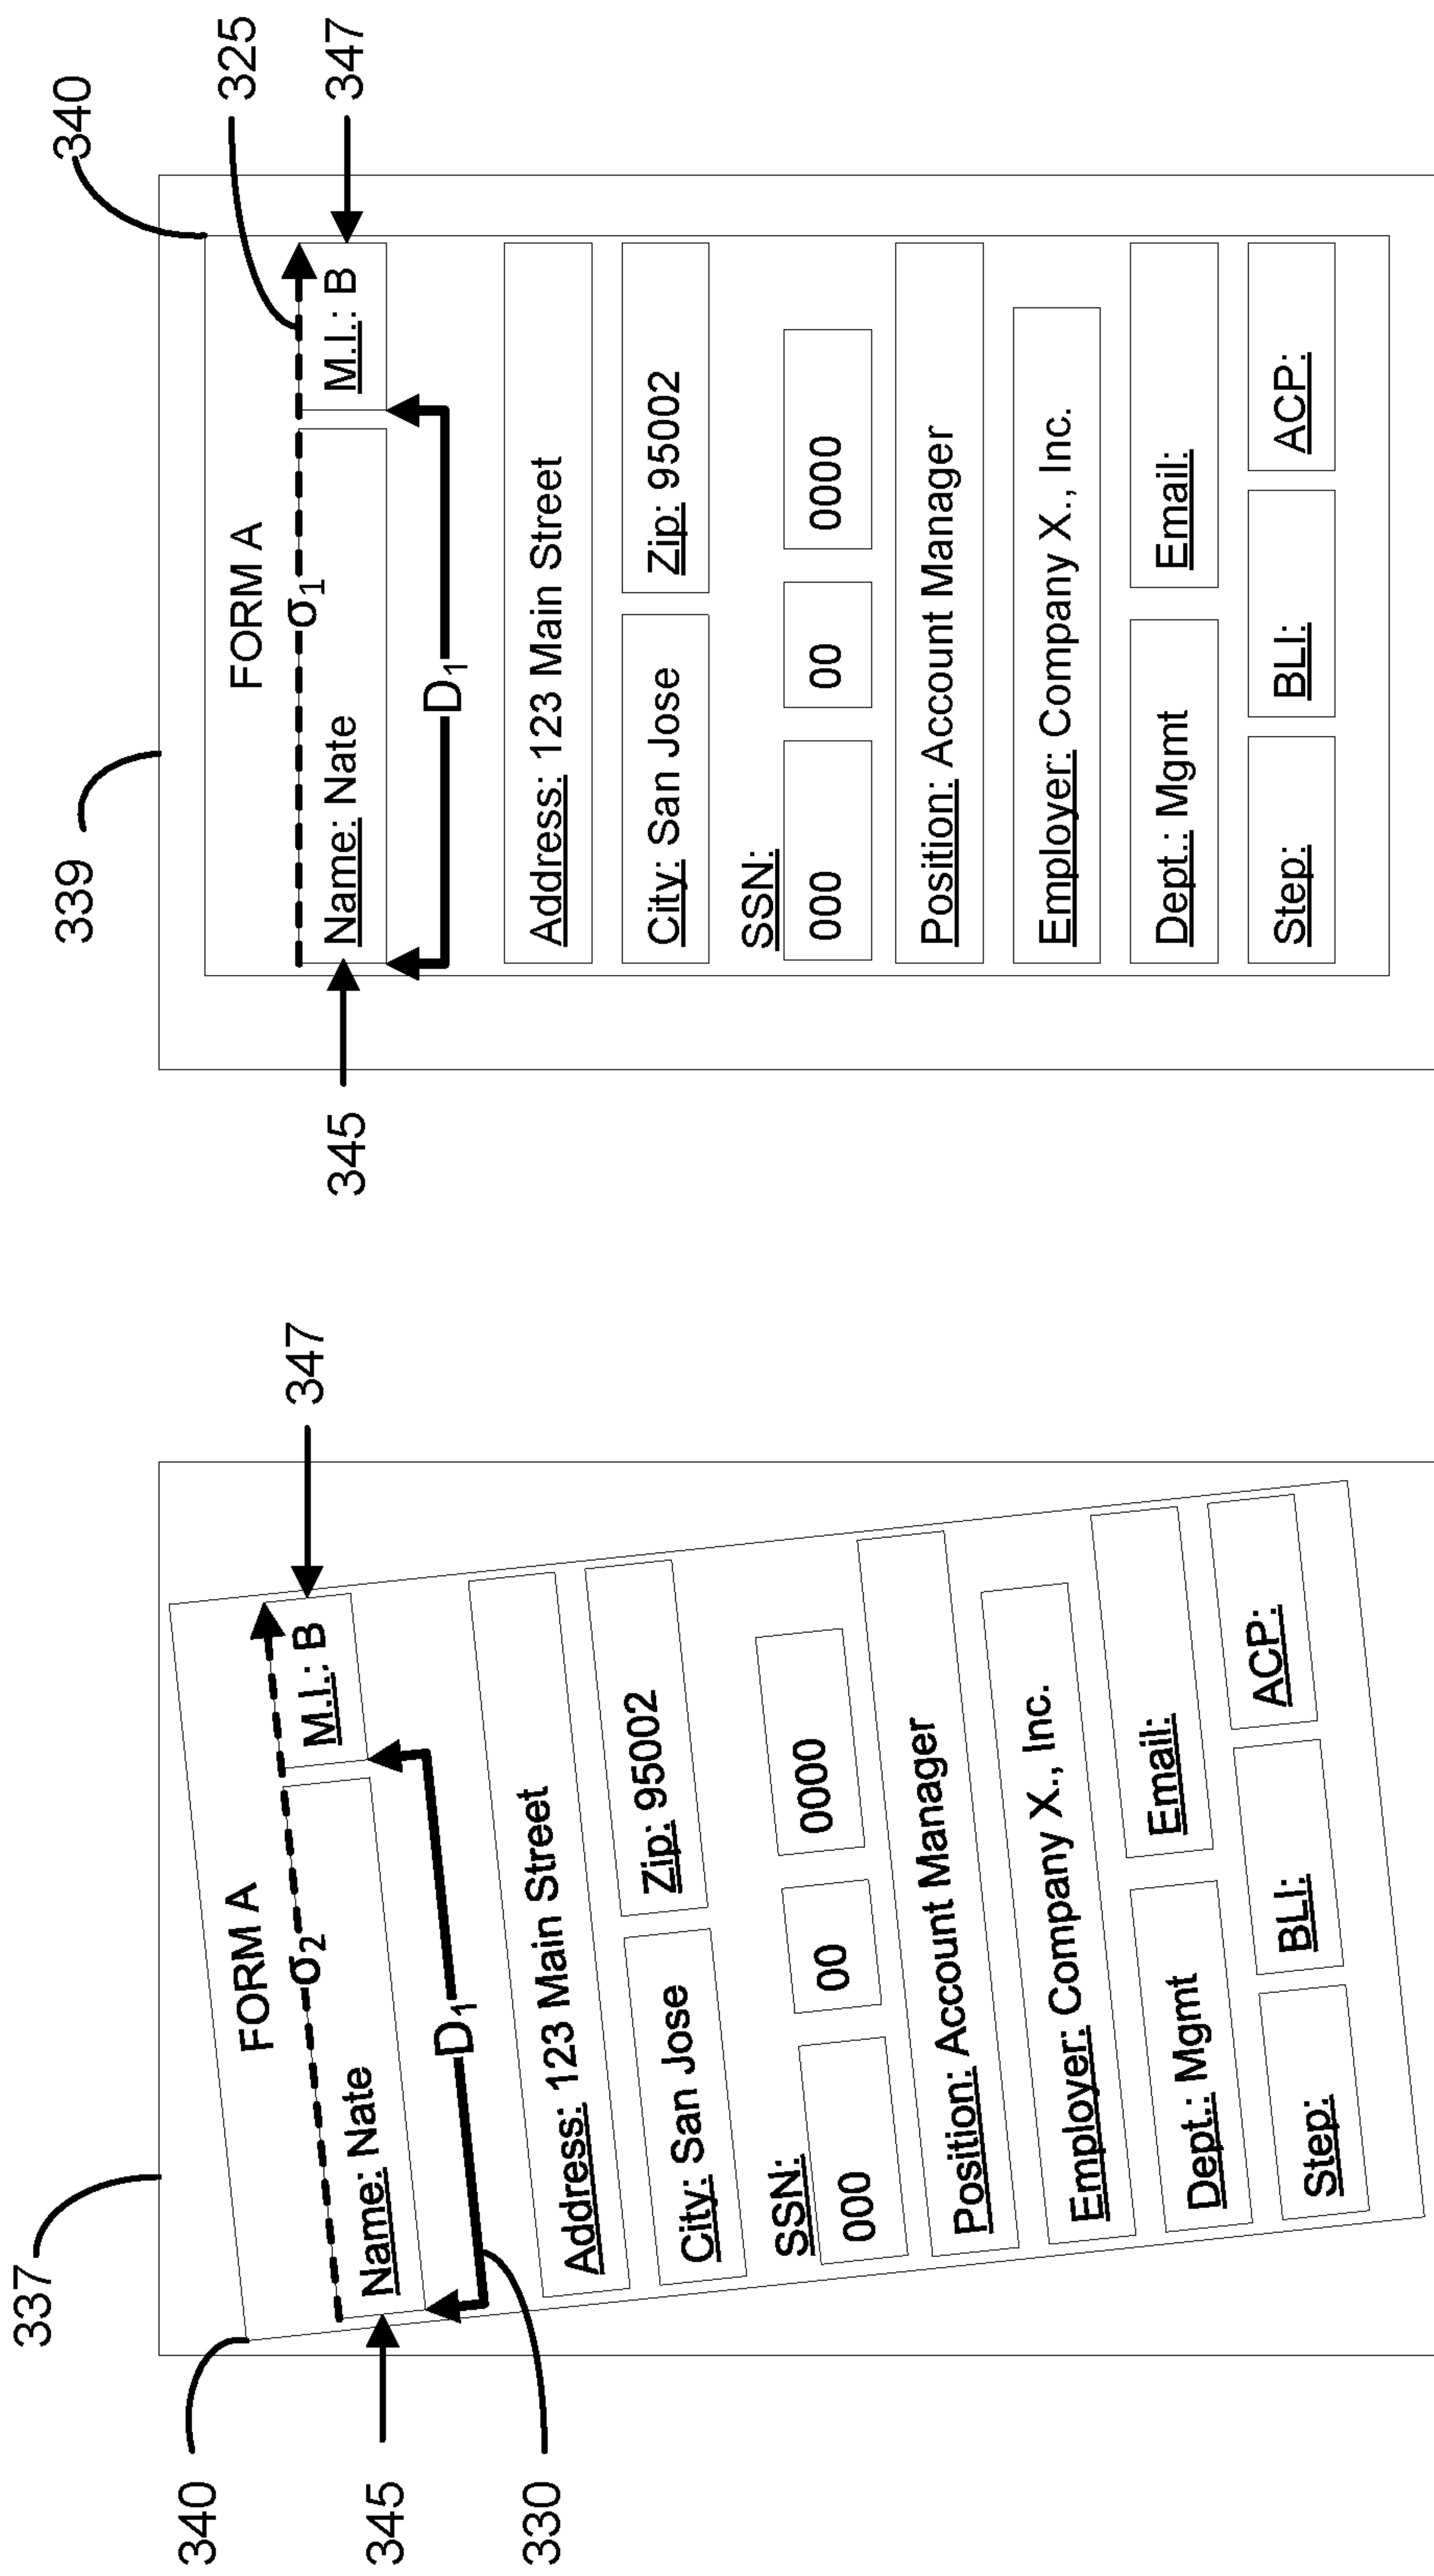 337
340
347
FORM A
σ2
345
Name: Nate
M.I.: B
D1
330
Address: 123 Main Street
City: San Jose
Zip: 95002
SSN:
000
00
0000
Position: Account Manager
Employer: Company X., Inc.
Dept.: Mgmt
Email:
Step:
BLI:
ACP:
339
340
325
FORM A
σ1
345
Name: Nate
M.I.: B
347
D1
Address: 123 Main Street
City: San Jose
Zip: 95002
SSN:
000
00
0000
Position: Account Manager
Employer: Company X., Inc.
Dept.: Mgmt
Email:
Step:
BLI:
ACP: